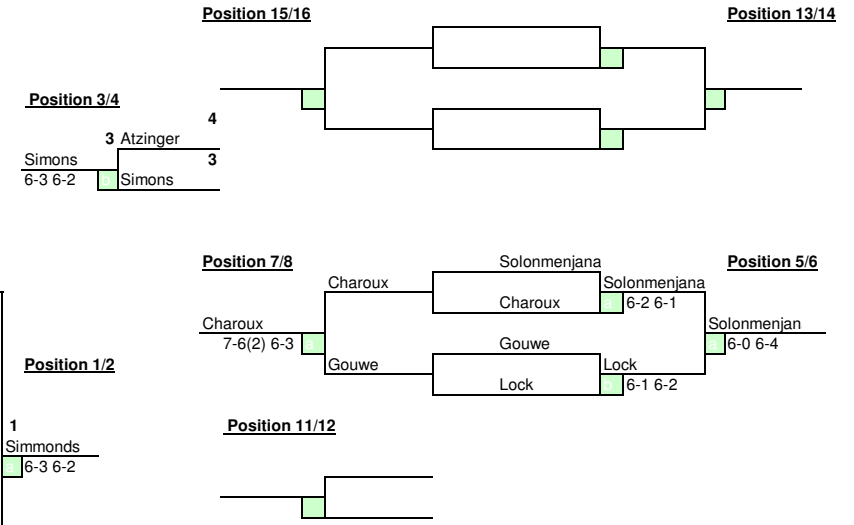 Position 15/16
Position 13/14
Position 3/4
4
3 Atzinger
Simons
3
6-3 6-2
b
Simons
Position 7/8
Solonmenjana
Position 5/6
Charoux
Solonmenjana
Charoux
a
6-2 6-1
Charoux
Solonmenjan
7-6(2) 6-3
a
Gouwe
a
6-0 6-4
Position 1/2
Gouwe
Lock
Lock
b
6-1 6-2
1
Position 11/12
Simmonds
a
6-3 6-2